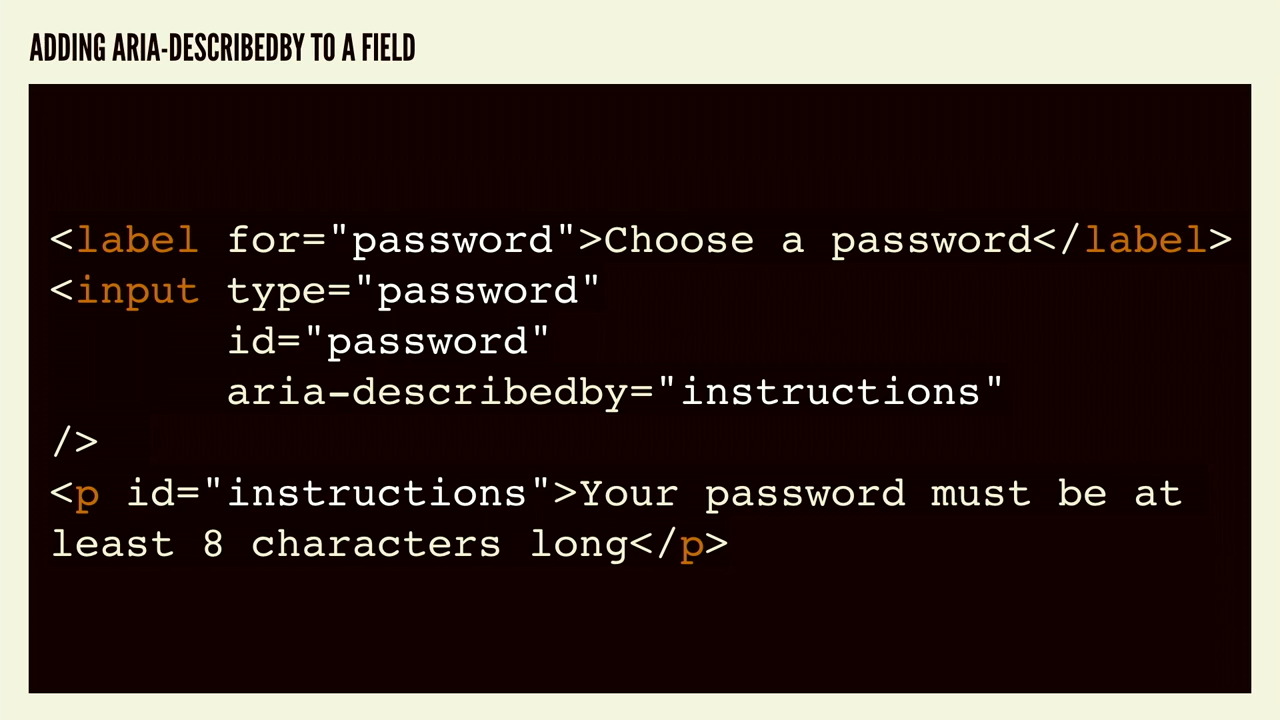 ADDING ARIA-DESCRIBEDBY TO A FIELD
<label for="password">Choose a password</label>
<input type="password"
id="password"
aria-describedby="instructions"
/>
<p id="instructions">Your password must be at
least 8 characters long</p>